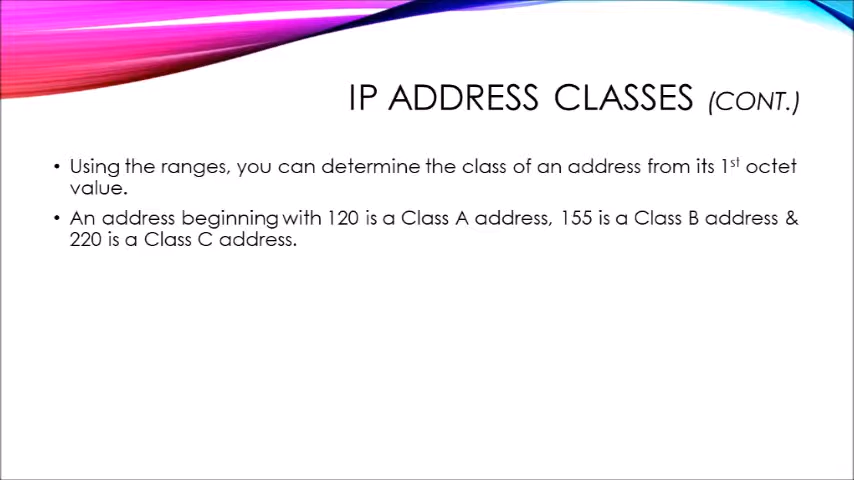 IP ADDRESS CLASSES (CONT.)
• Using the ranges, you can determine the class of an address from its 1st octet
value.
• An address beginning with 120 is a Class A address, 155 is a Class B address &
220 is a Class C address.